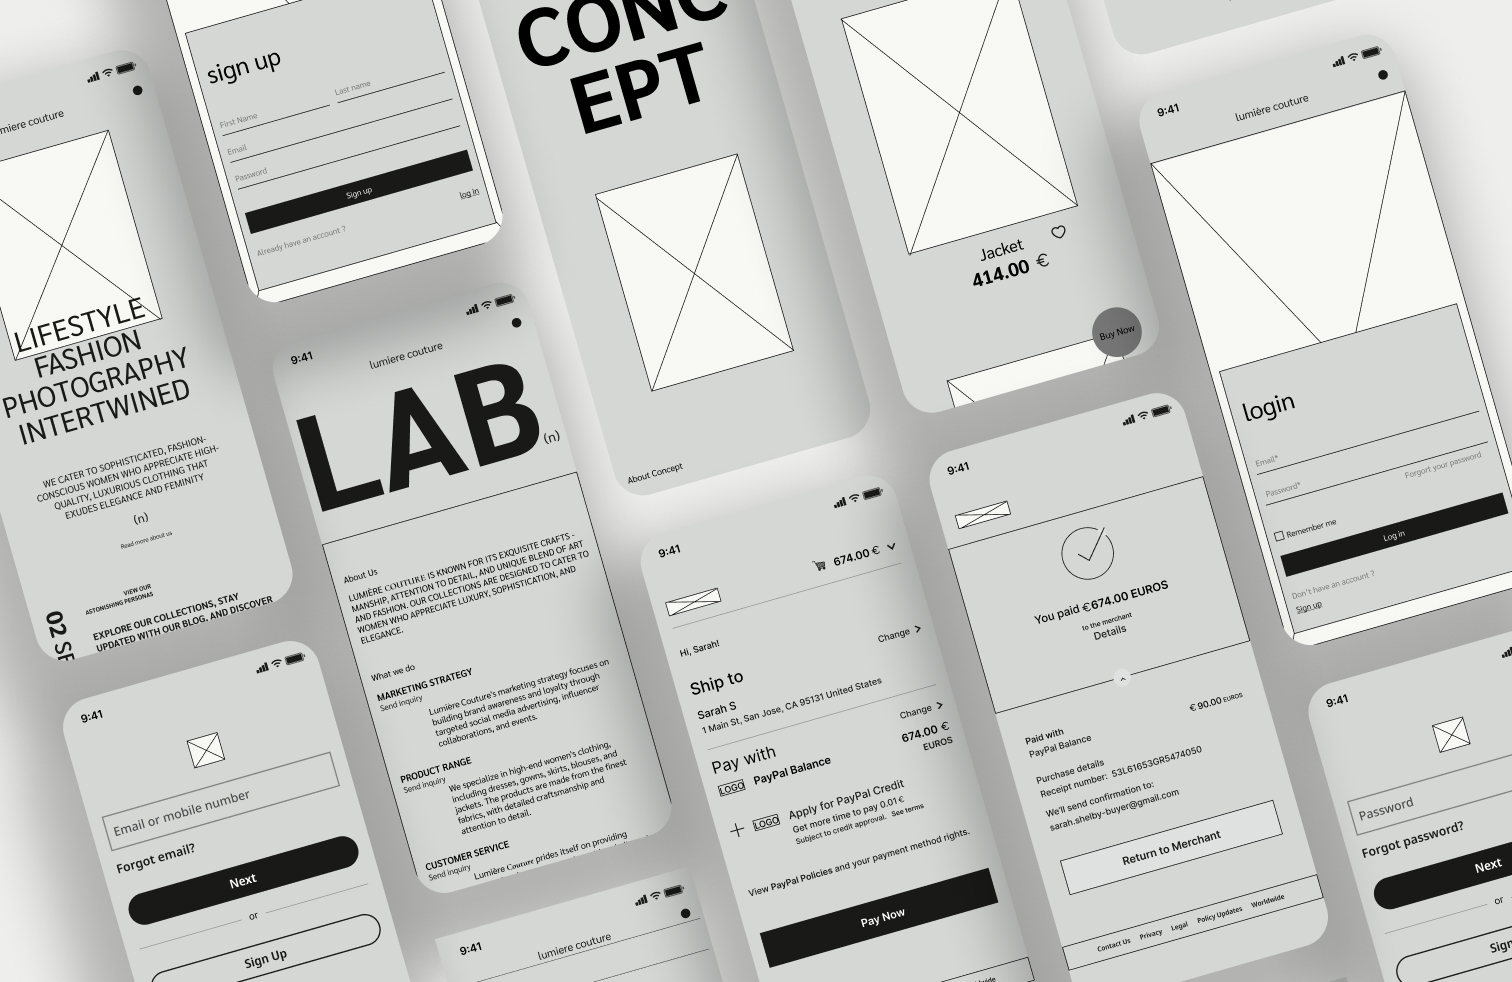 lumiere couture
LIFESTYLE
FASHION
PHOTOGRAPHY
INTERTWINED
WE CATER TO SOPHISTICATED, FASHION-
CONSCIOUS WOMEN WHO APPRECIATE HIGH-
QUALITY, LUXURIOUS CLOTHING THAT
EXUDES ELEGANCE AND FEMINITY
(n)
Read more about us
VIEW OUR
ASTONISHING PERSONAS
02
EXPLORE OUR COLLECTIONS, STAY
UPDATED WITH OUR BLOG, AND DISCOVER
sign up
First Name
Last name
Email
Password
Sign up
log in
Already have an account ?
CONC
EPT
About Concept
Jacket
414.00 €
Buy Now
9:41
lumière couture
login
Email*
Password*
Forgort your password
Remember me
Log in
Don't have an account ?
Sign up
9:41
lumiere couture
LAB
(n)
About Us
LUMIÈRE COUTURE IS KNOWN FOR ITS EXQUISITE CRAFTS -
MANSHIP, ATTENTION TO DETAIL, AND UNIQUE BLEND OF ART
AND FASHION. OUR COLLECTIONS ARE DESIGNED TO CATER TO
WOMEN WHO APPRECIATE LUXURY, SOPHISTICATION, AND
ELEGANCE.
What we do
MARKETING STRATEGY
Send inquiry
Lumière Couture's marketing strategy focuses on
building brand awareness and loyalty through
targeted social media advertising, influencer
collaborations, and events.
PRODUCT RANGE
Send inquiry
We specialize in high-end women's clothing,
including dresses, gowns, skirts, blouses, and
jackets. The products are made from the finest
fabrics, with detailed craftsmanship and
attention to detail.
CUSTOMER SERVICE
Send inquiry
Lumière Couture prides itself on providing
9:41
674.00 €
Hi, Sarah!
Change
Ship to
Sarah S
1 Main St, San Jose, CA 95131 United States
Change
Pay with
674.00 €
EUROS
LOGO
PayPal Balance
LOGO
Apply for PayPal Credit
Get more time to pay 0.01 €
Subject to credit approval. See terms
View PayPal Policies and your payment method rights.
Pay Now
9:41
You paid €674.00 EUROS
to the merchant
Details
€ 90.00 EUROS
Paid with
PayPal Balance
Purchase details
Receipt number: 53L61653GR5474050
We'll send confirmation to:
sarah.shelby-buyer@gmail.com
Return to Merchant
Contact Us Privacy Legal Policy Updates Worldwide
9:41
Email or mobile number
Forgot email?
Next
or
Sign Up
9:41
lumiere couture
9:41
Password
Forgot password?
Next
or
Sign